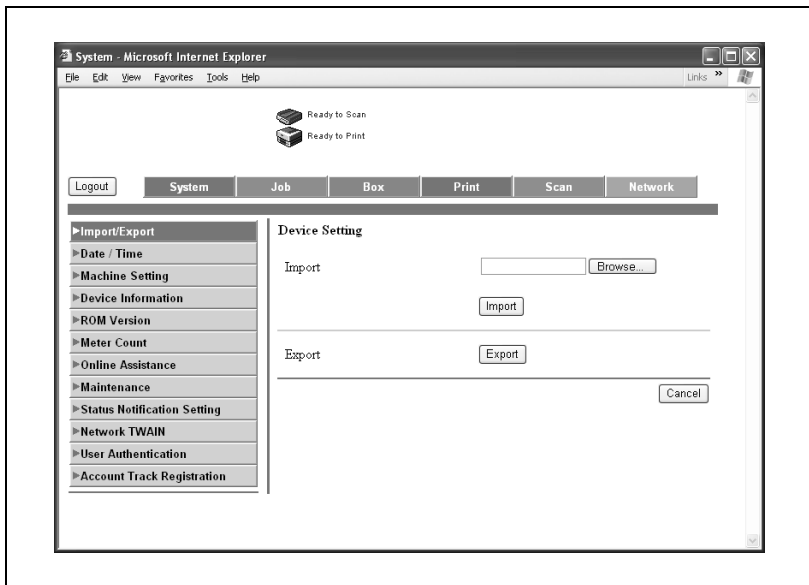 System - Microsoft Internet Explorer
File Edit View Favorites Tools Help
Links »
Ready to Scan
Ready to Print
Logout
System Job Box Print Scan Network
Import/Export
Date / Time
Machine Setting
Device Information
ROM Version
Meter Count
Online Assistance
Maintenance
Status Notification Setting
Network TWAIN
User Authentication
Account Track Registration
Device Setting
Import Browse...
Import
Export Export
Cancel